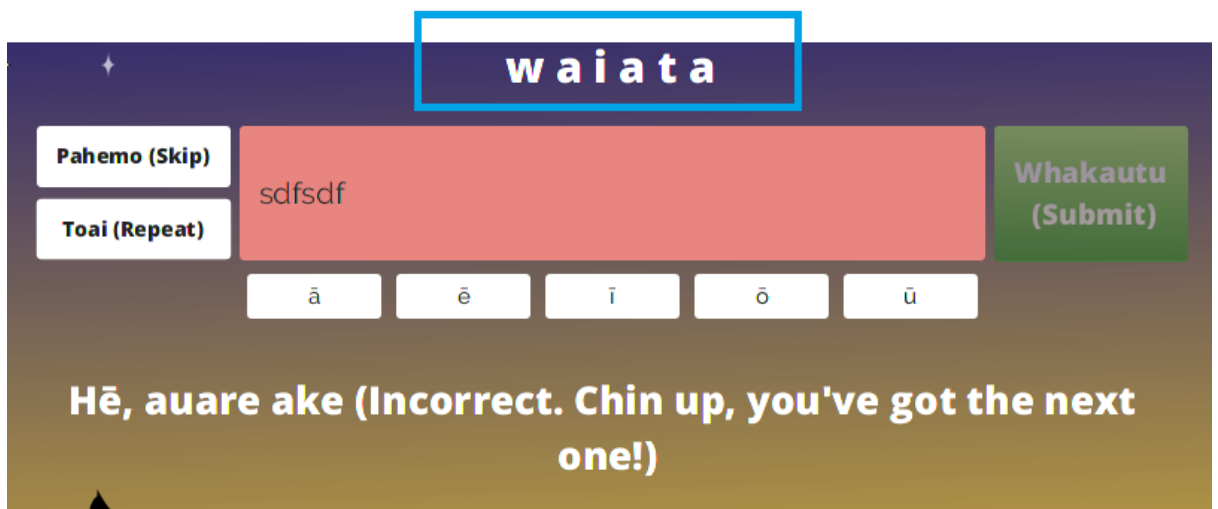 w a i a t a
Pahemo (Skip)
Toai (Repeat)
sdfsdf
Whakautu
(Submit)
ā ē ī ō ū
Hē, auare ake (Incorrect. Chin up, you've got the next
one!)